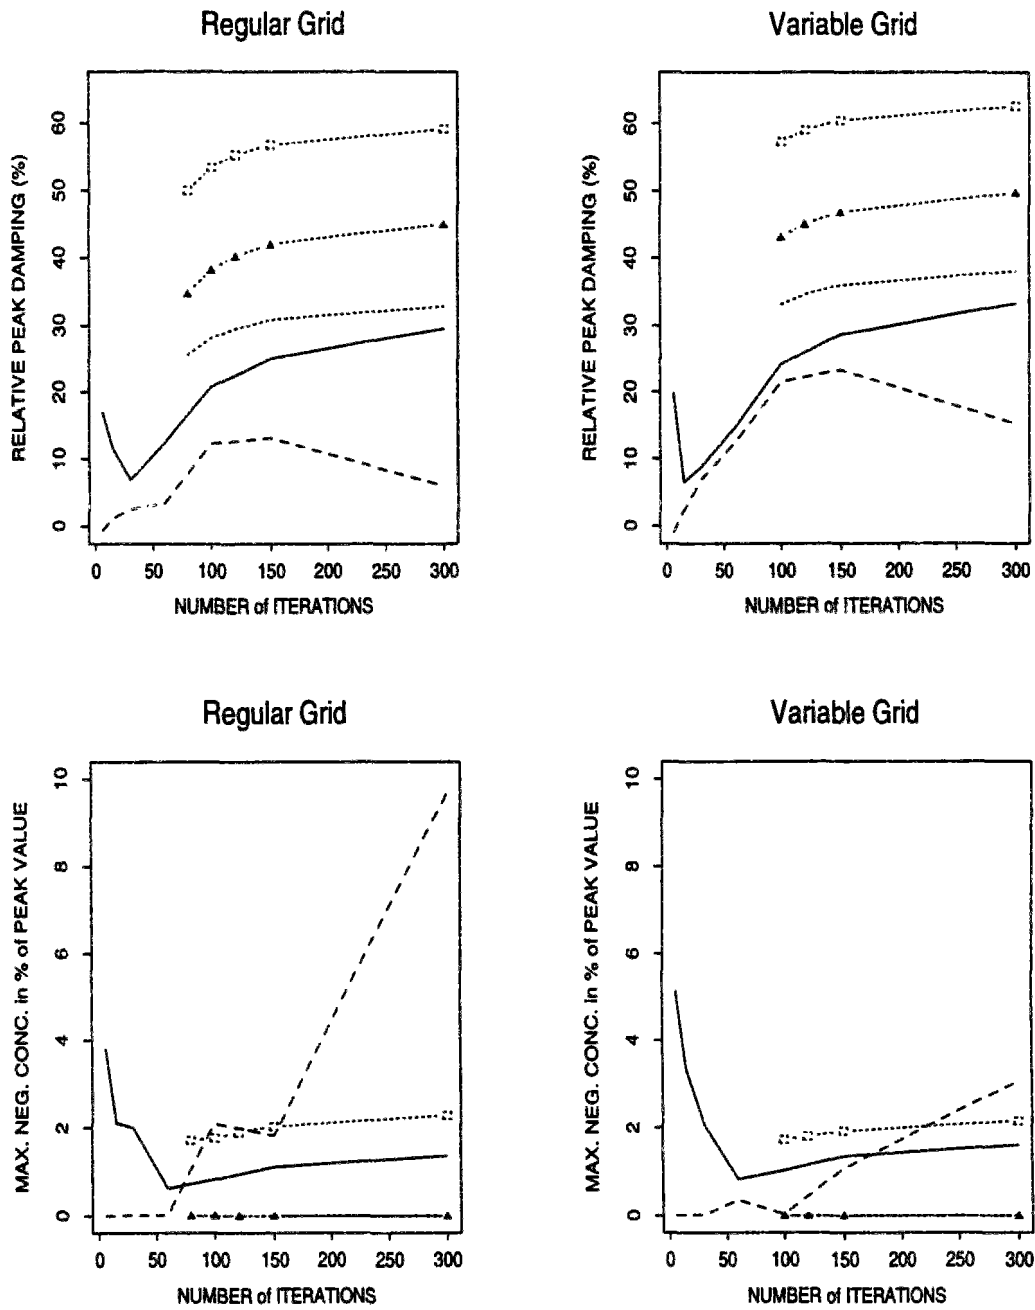 Regular Grid
Variable Grid
RELATIVE PEAK DAMPING (%)
60
50
40
30
20
10
0
0 50 100 150 200 250 300
NUMBER of ITERATIONS
RELATIVE PEAK DAMPING (%)
60
50
40
30
20
10
0
0 50 100 150 200 250 300
NUMBER of ITERATIONS
Regular Grid
Variable Grid
MAX. NEG. CONC. in % of PEAK VALUE
10
8
6
4
2
0
0 50 100 150 200 250 300
NUMBER of ITERATIONS
MAX. NEG. CONC. in % of PEAK VALUE
10
8
6
4
2
0
0 50 100 150 200 250 300
NUMBER of ITERATIONS